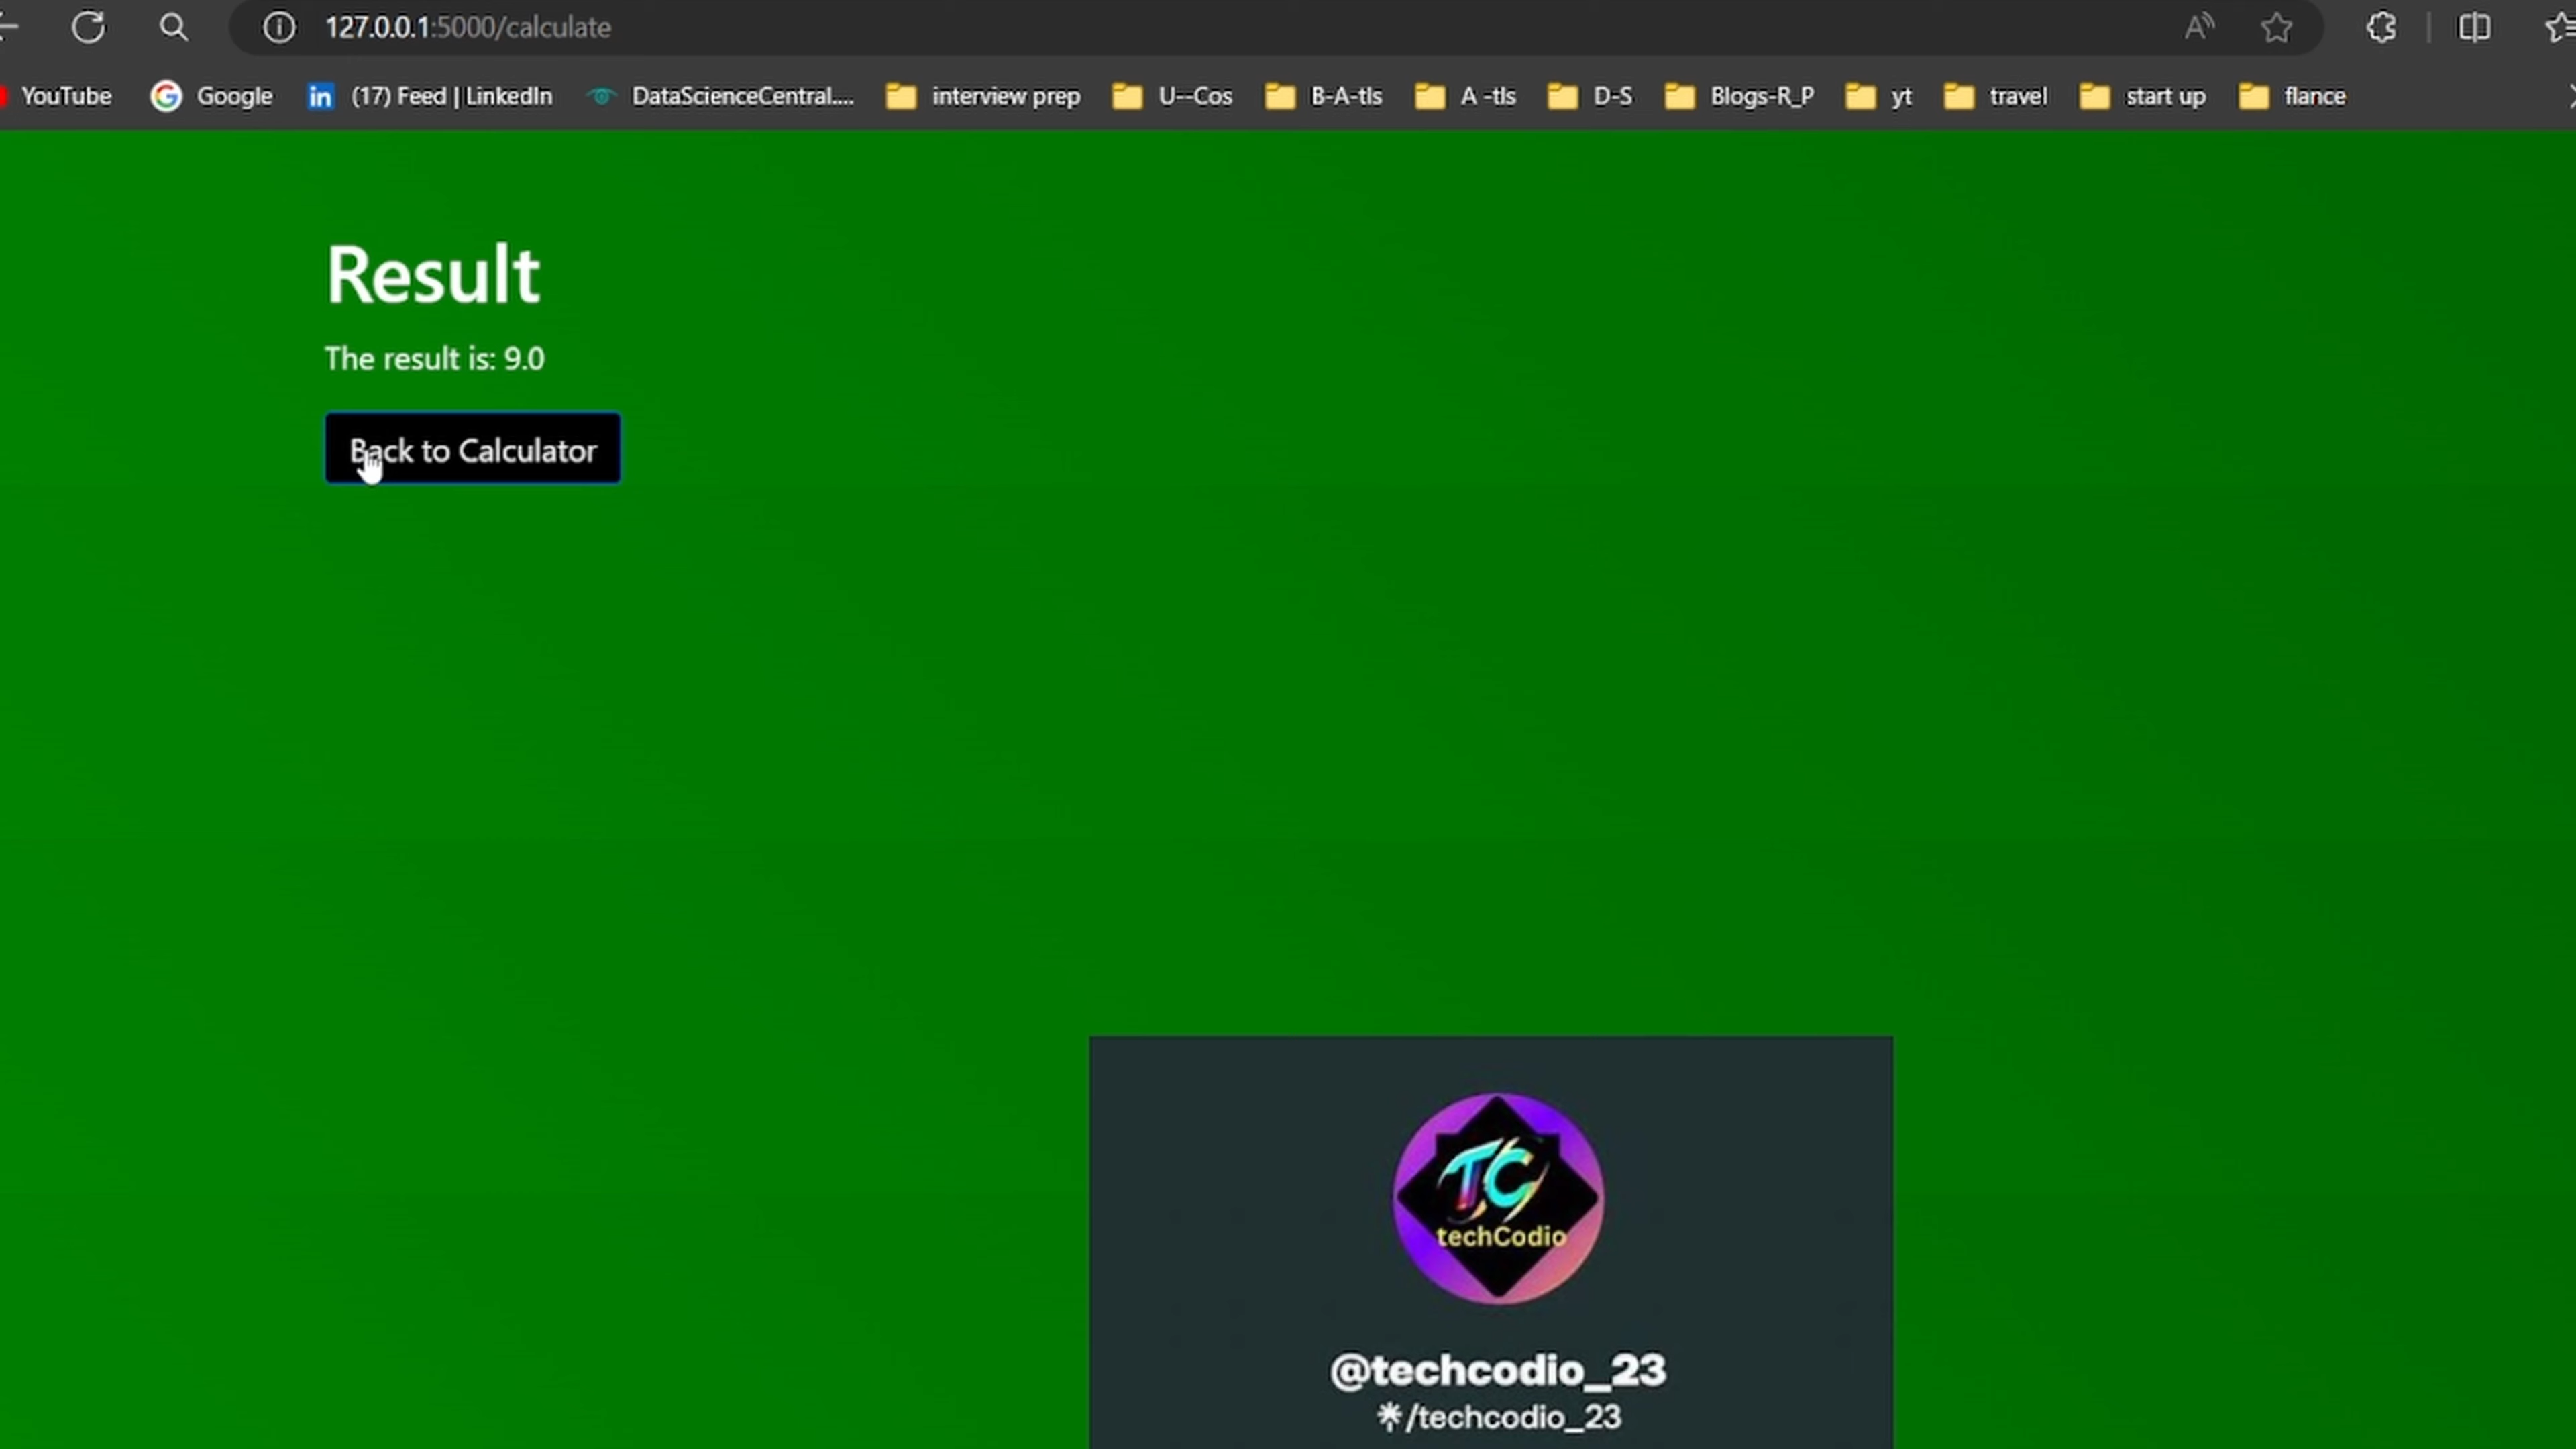 127.0.0.1:5000/calculate
YouTube Google (17) Feed | LinkedIn DataScienceCentral.... interview prep U--Cos B-A-tls A -tls D-S Blogs-R_P yt travel start up flance
Result
The result is: 9.0
Back to Calculator
TC
techCodio
@techcodio_23
/techcodio_23